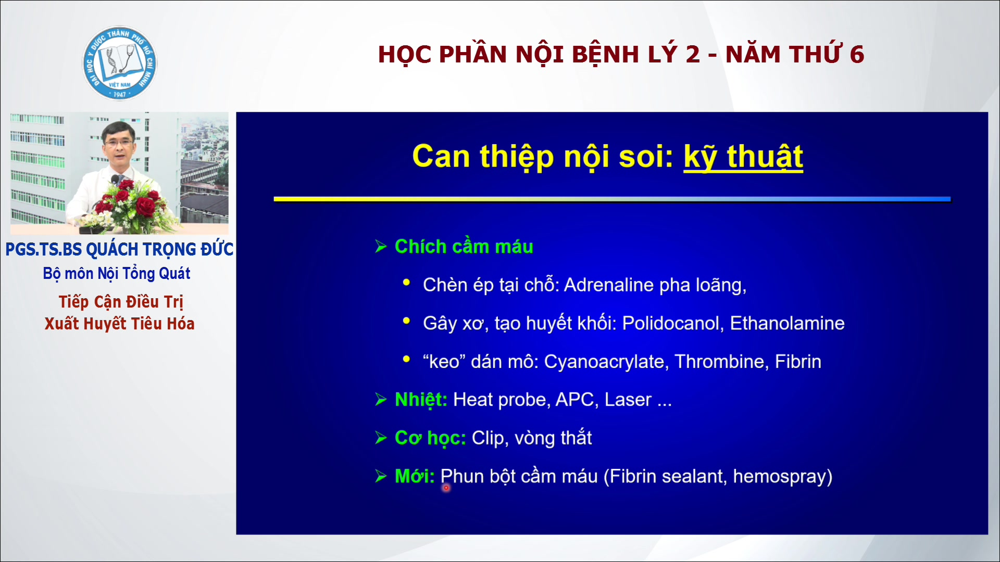 ĐẠI HỌC Y DƯỢC THÀNH PHỐ HỒ CHÍ MINH
VIỆT NAM
1947
HỌC PHẦN NỘI BỆNH LÝ 2 - NĂM THỨ 6
PGS.TS.BS QUÁCH TRỌNG ĐỨC
Bộ môn Nội Tổng Quát
Tiếp Cận Điều Trị
Xuất Huyết Tiêu Hóa
Can thiệp nội soi: kỹ thuật
➢ Chích cầm máu
• Chèn ép tại chỗ: Adrenaline pha loãng,
• Gây xơ, tạo huyết khối: Polidocanol, Ethanolamine
• “keo” dán mô: Cyanoacrylate, Thrombine, Fibrin
➢ Nhiệt: Heat probe, APC, Laser ...
➢ Cơ học: Clip, vòng thắt
➢ Mới: Phun bột cầm máu (Fibrin sealant, hemospray)